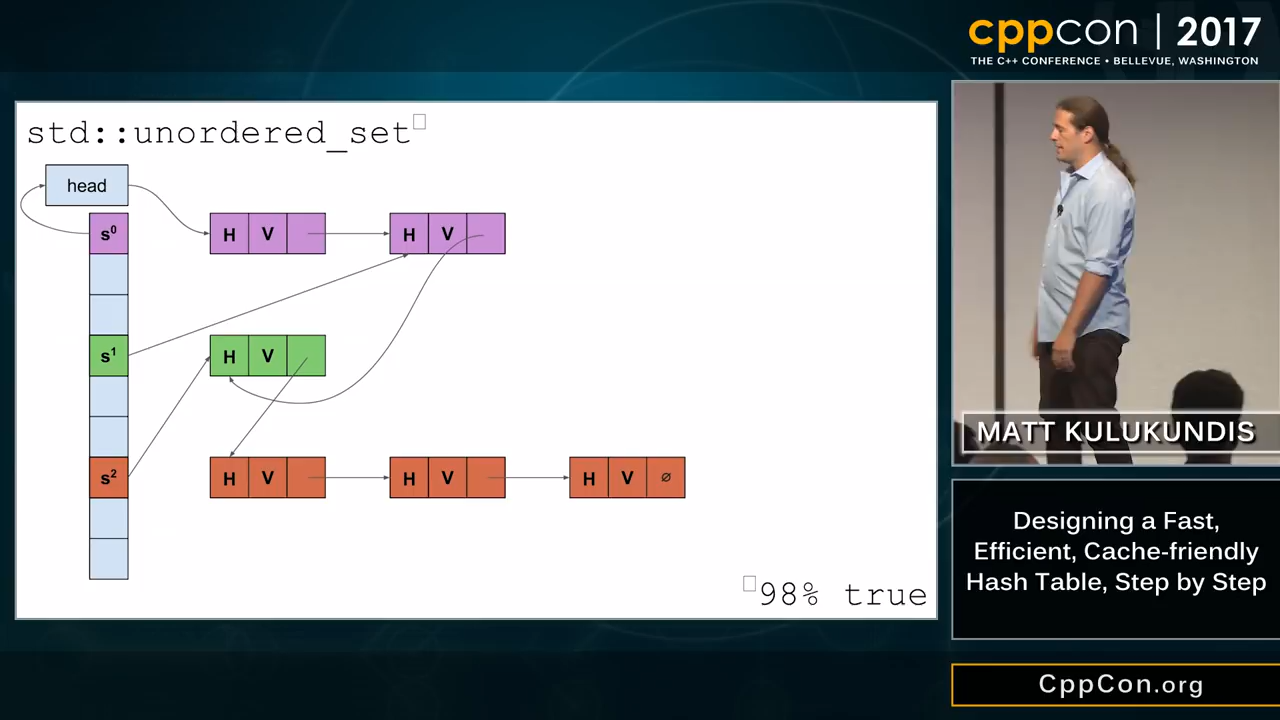 cppcon | 2017
THE C++ CONFERENCE • BELLEVUE, WASHINGTON
std::unordered_set□
head
s⁰
H V
H V
s¹
H V
s²
H V
H V
H V ∅
□98% true
MATT KULUKUNDIS
Designing a Fast,
Efficient, Cache-friendly
Hash Table, Step by Step
CppCon.org